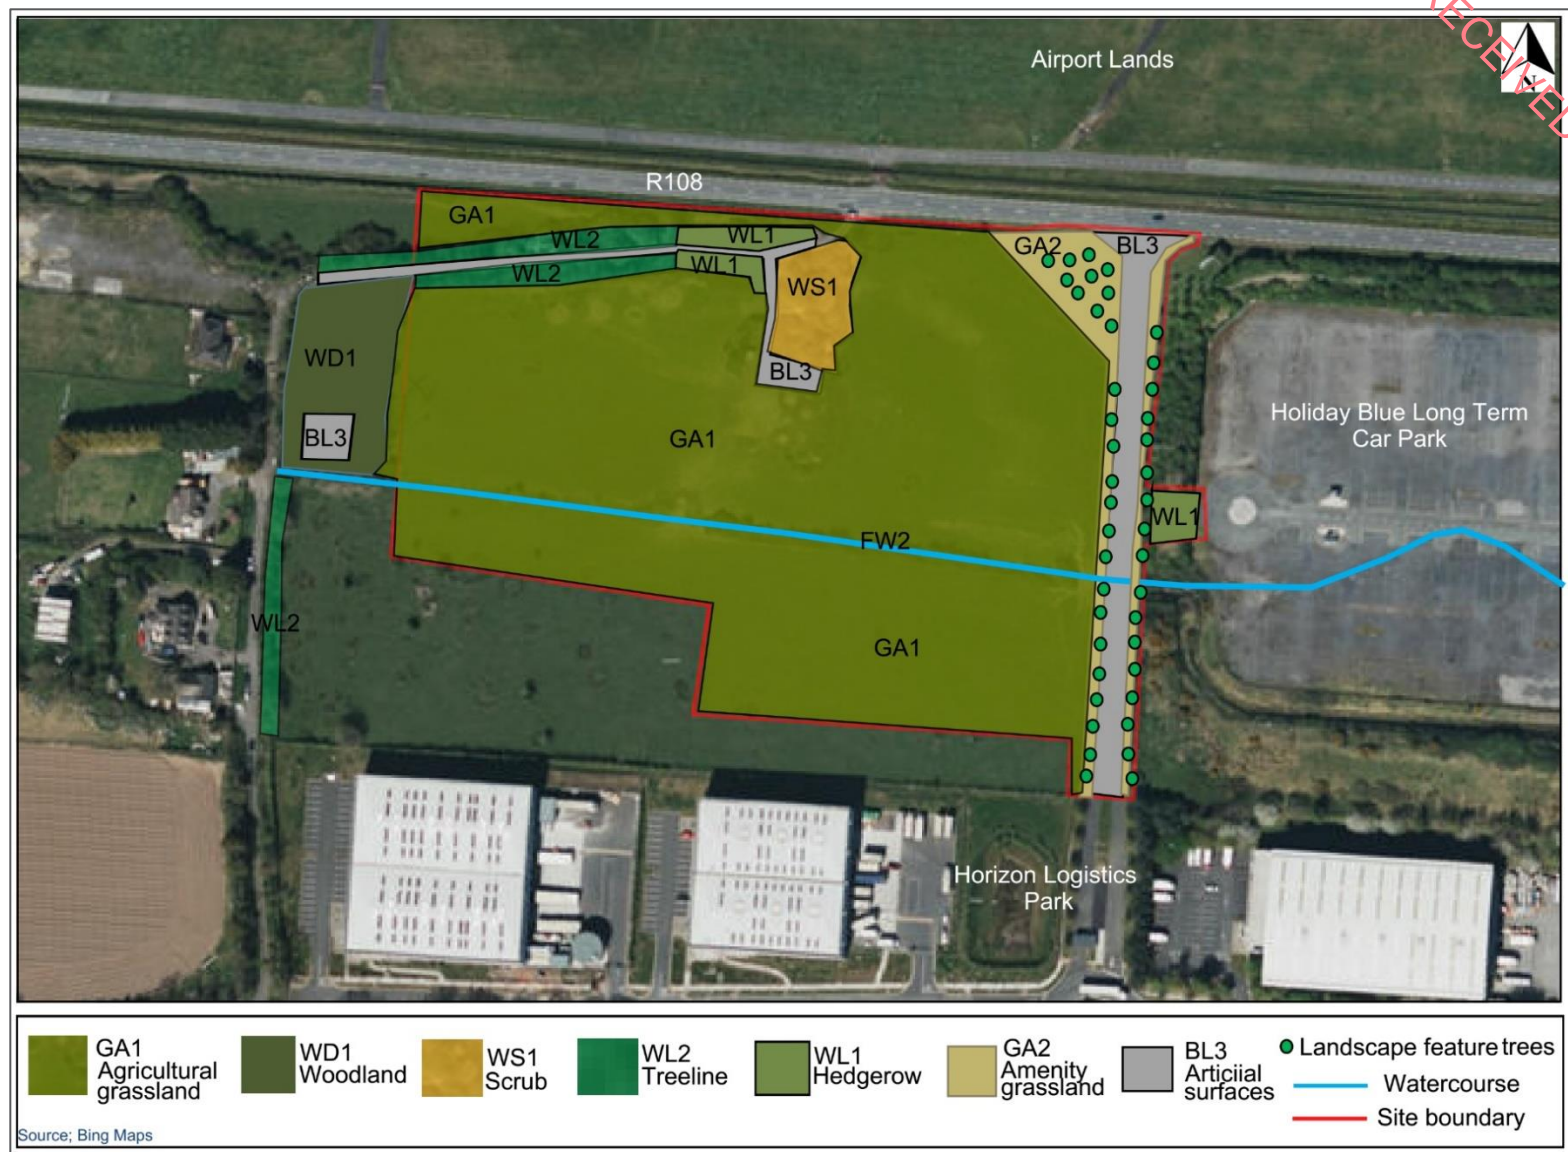 RECEIVED
Airport Lands
N
R108
GA1
WL2
WL1
GA2
BL3
WL2
WL1
WS1
WD1
BL3
BL3
GA1
Holiday Blue Long Term
Car Park
WL1
FW2
WL2
GA1
Horizon Logistics
Park
GA1
Agricultural
grassland
WD1
Woodland
WS1
Scrub
WL2
Treeline
WL1
Hedgerow
GA2
Amenity
grassland
BL3
Articiial
surfaces
Landscape feature trees
Watercourse
Site boundary
Source; Bing Maps